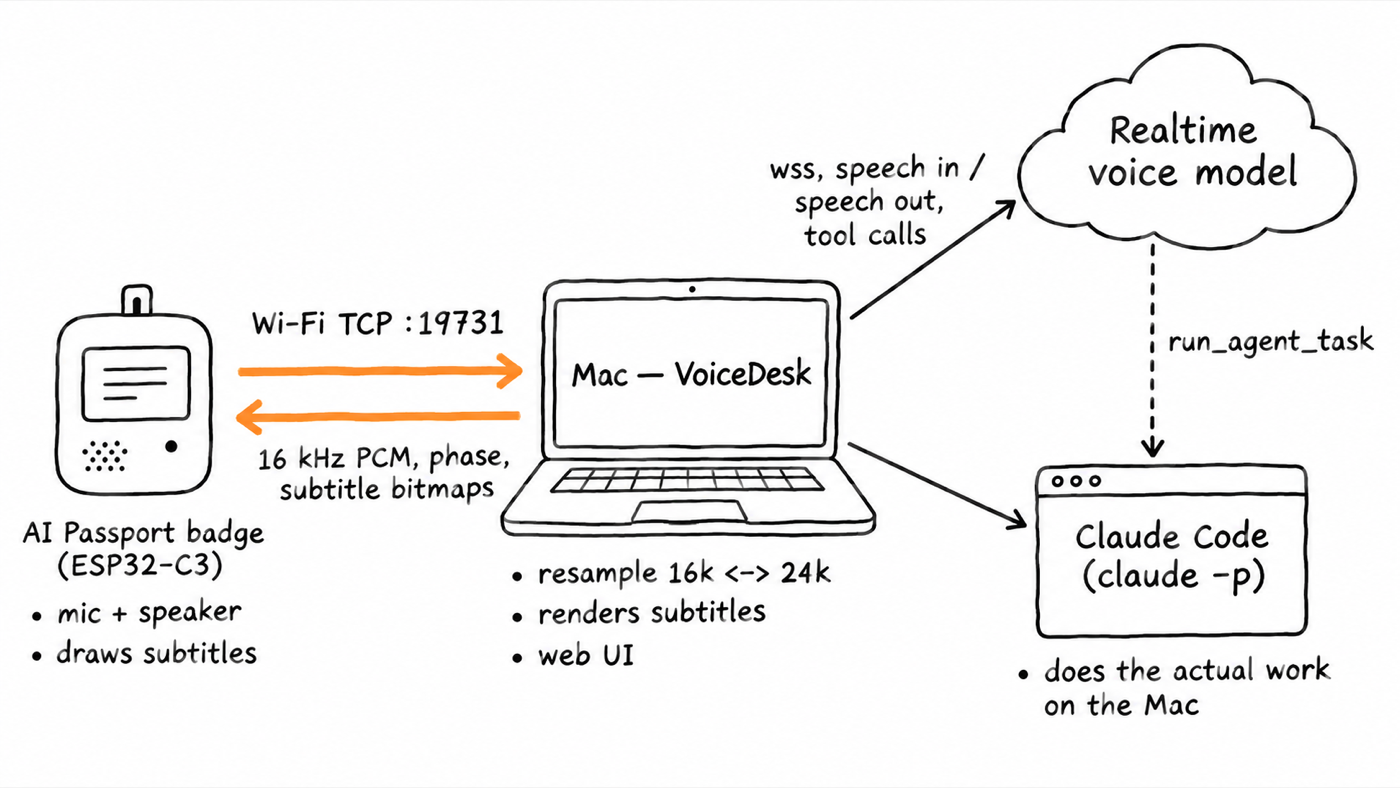 Realtime
voice model
wss, speech in /
speech out,
tool calls
Wi-Fi TCP :19731
Mac — VoiceDesk
run_agent_task
16 kHz PCM, phase,
subtitle bitmaps
AI Passport badge
(ESP32-C3)
• mic + speaker
• draws subtitles
• resample 16k <-> 24k
• renders subtitles
• web UI
Claude Code
(claude -p)
• does the actual work
on the Mac